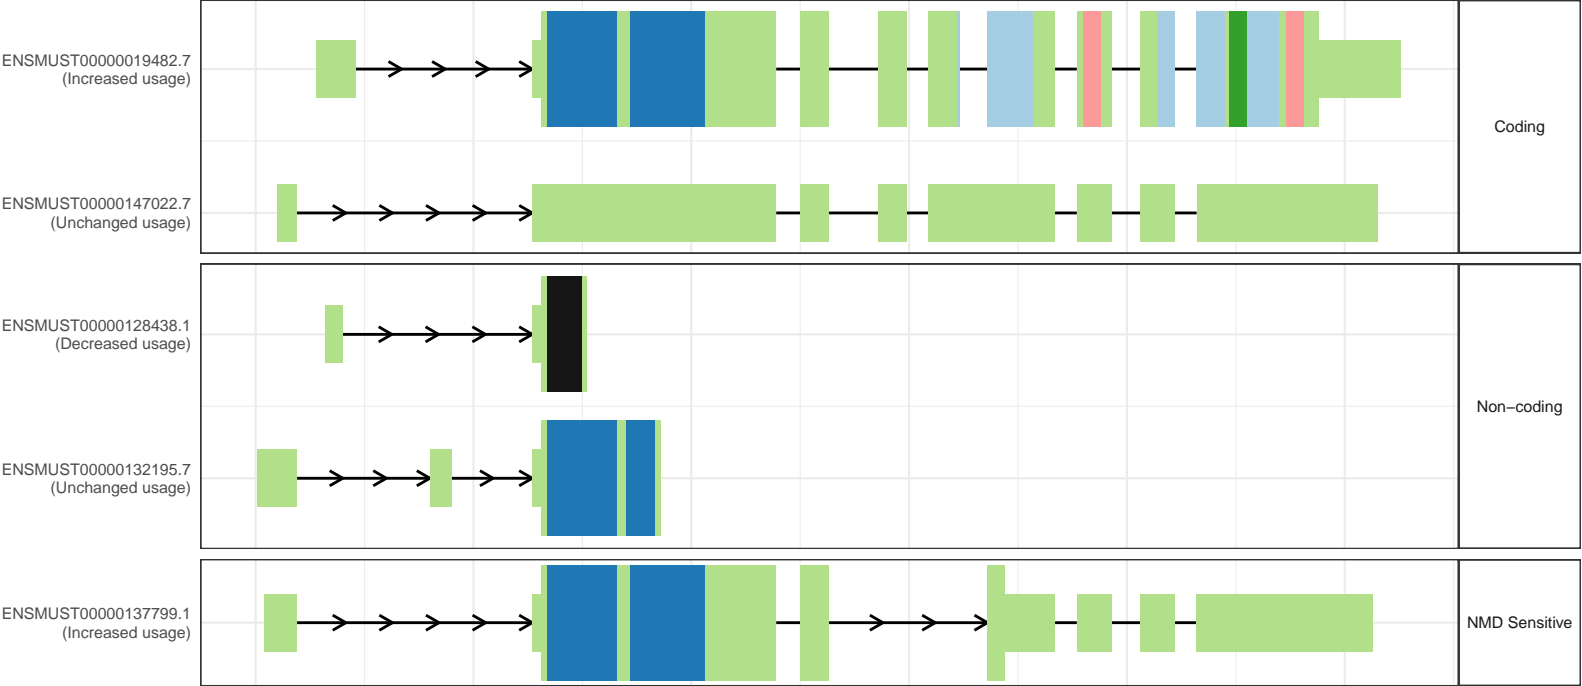 ENSMUST00000019482.7
(Increased usage)
Coding
ENSMUST00000147022.7
(Unchanged usage)
ENSMUST00000128438.1
(Decreased usage)
Non−coding
ENSMUST00000132195.7
(Unchanged usage)
ENSMUST00000137799.1
(Increased usage)
NMD Sensitive